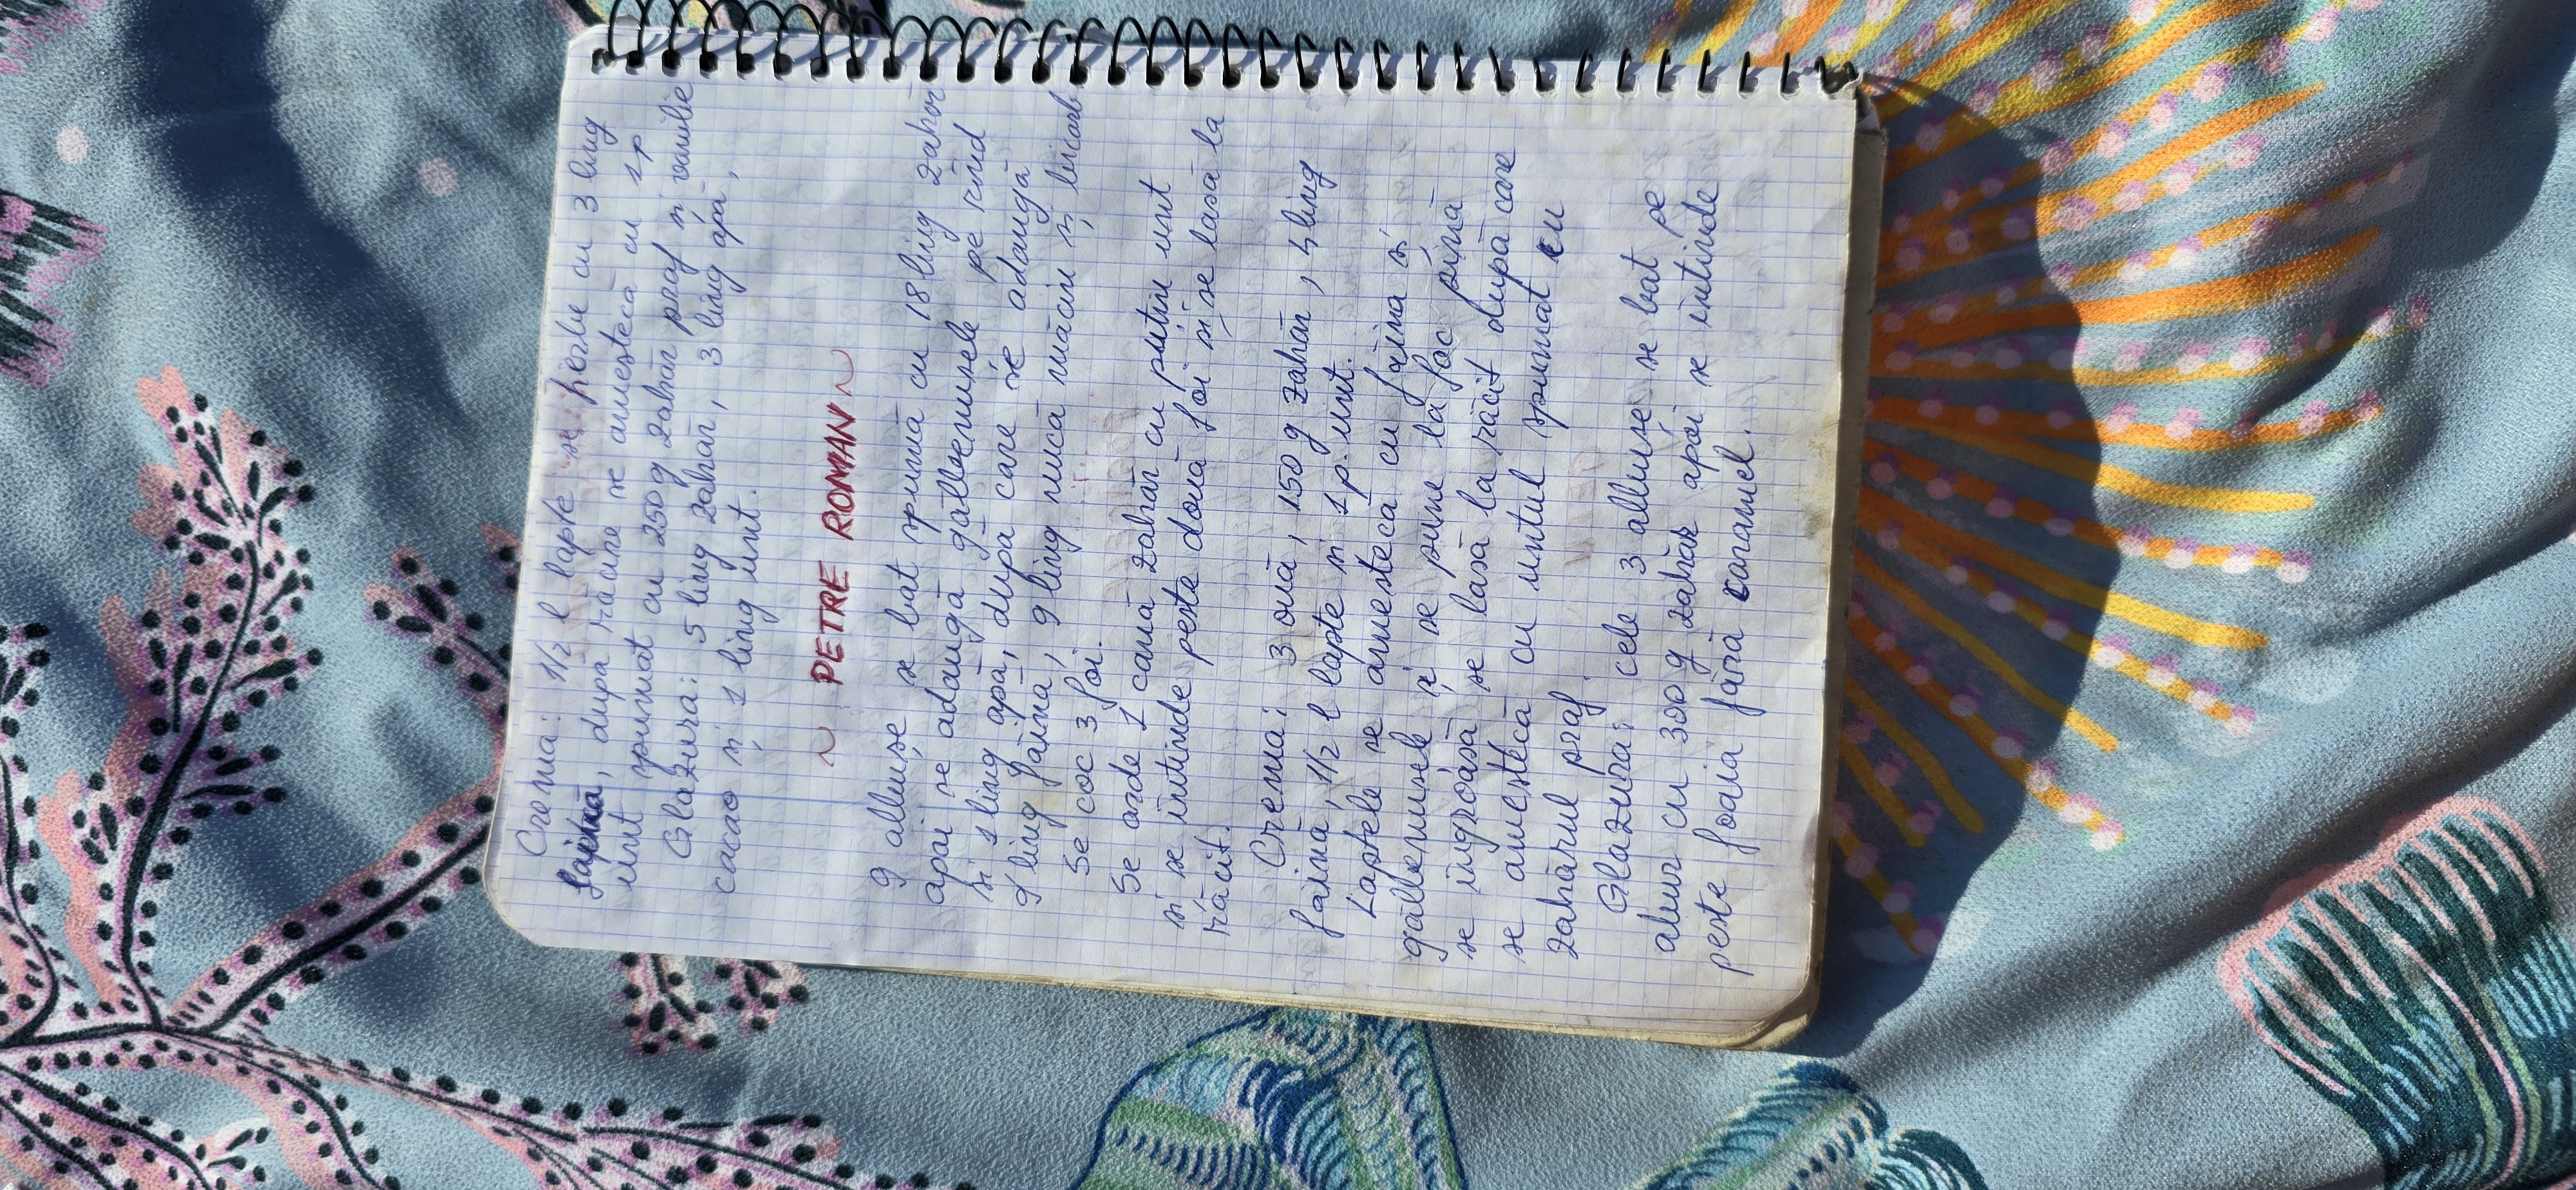 Crema: 1/2 l lapte se fierbe cu 3 ling
făină, după răcire se amestecă cu 1 p
unt spumat cu 250 g zahăr praf și vanilie
Glazura: 5 ling zahăr, 3 ling apă,
cacao și 1 ling unt.
~ PETRE ROMAN ~
9 albușe se bat spumă cu 18 ling zahăr
apoi se adaugă gălbenușele pe rînd
și 1 ling apă, după care se adaugă
9 ling făină, 9 ling nucă măcin și bicarb
Se coc 3 foi.
Se arde 1 cană zahăr cu puțin unt
și se întinde peste două foi și se lasă la
răcit.
Crema: 3 ouă, 150 g zahăr, 4 ling
făină, 1/2 l lapte și 1 p. unt.
Laptele se amestecă cu făina și
gălbenușele și se pune la foc pînă
se îngroașă se lasă la răcit după care
se amestecă cu untul spumat cu
zahărul praf.
Glazura: cele 3 albușe se bat pe
abur cu 300 g zahăr apoi se întinde
peste foaia fără caramel.